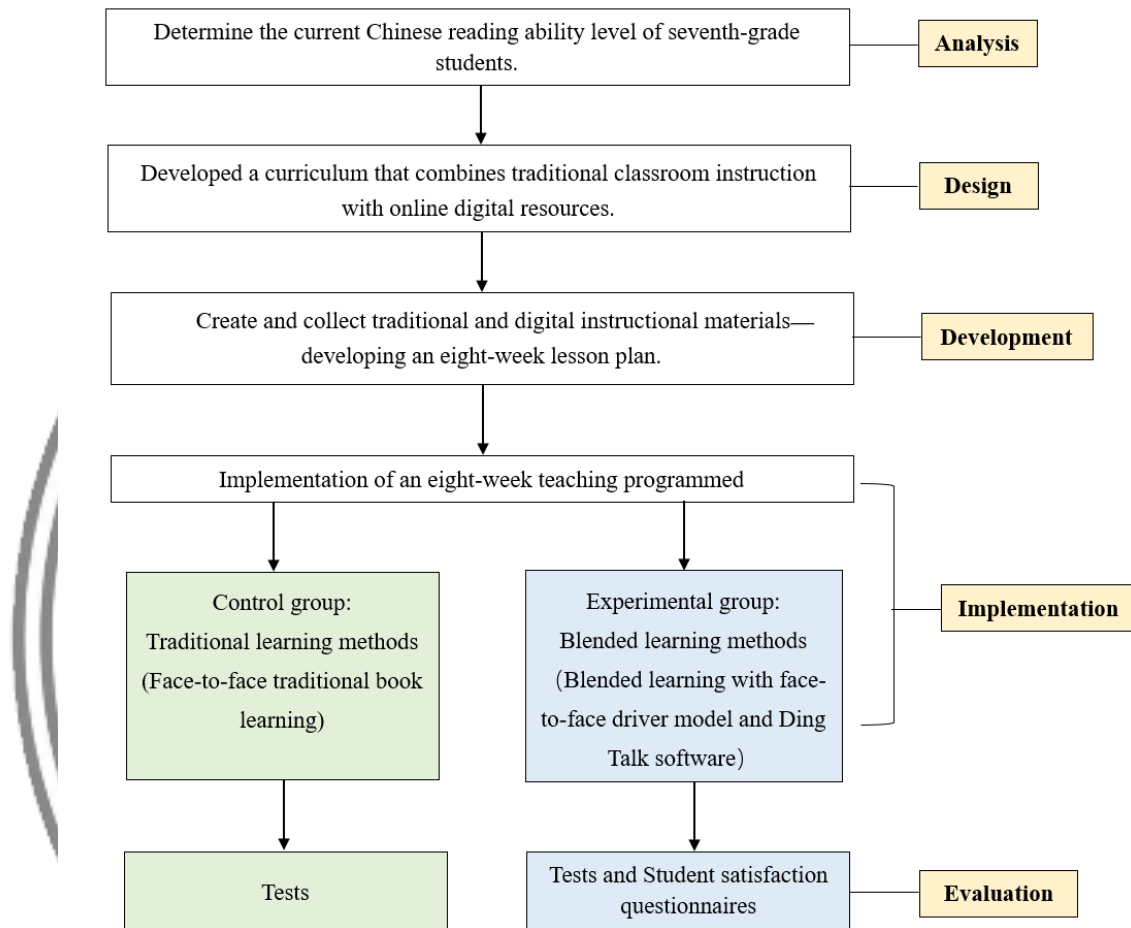 Determine the current Chinese reading ability level of seventh-grade
students.
Analysis
Developed a curriculum that combines traditional classroom instruction
with online digital resources.
Design
Create and collect traditional and digital instructional materials—
developing an eight-week lesson plan.
Development
Implementation of an eight-week teaching programmed
Control group:
Traditional learning methods
(Face-to-face traditional book
learning)
Experimental group:
Blended learning methods
（Blended learning with face-
to-face driver model and Ding
Talk software）
Implementation
Tests
Tests and Student satisfaction
questionnaires
Evaluation